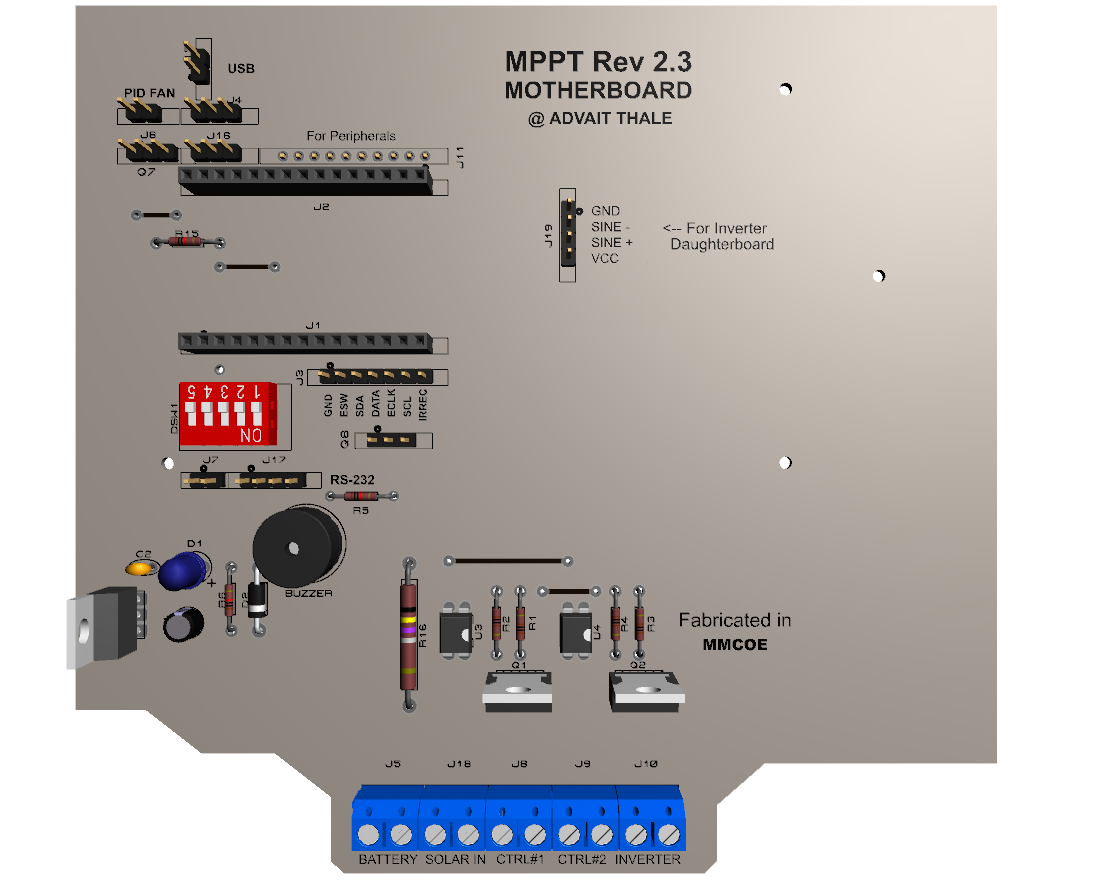 MPPT Rev 2.3
MOTHERBOARD
@ ADVAIT THALE
USB
PID FAN
J4
J6
J16
For Peripherals
J11
Q7
J2
R15
J19
GND
SINE -
SINE +
VCC
<-- For Inverter
Daughterboard
J1
J3
GND
ESW
SDA
DATA
ECLK
SCL
IRREC
DSW1
5 4 3 2 1
ON
Q8
J7
J17
RS-232
R5
C2
D1
+
R6
D2
BUZZER
R16
U3
R2
R1
U4
R4
R3
Q1
Q2
Fabricated in
MMCOE
J5 J18 J8 J9 J10
BATTERY SOLAR IN CTRL#1 CTRL#2 INVERTER